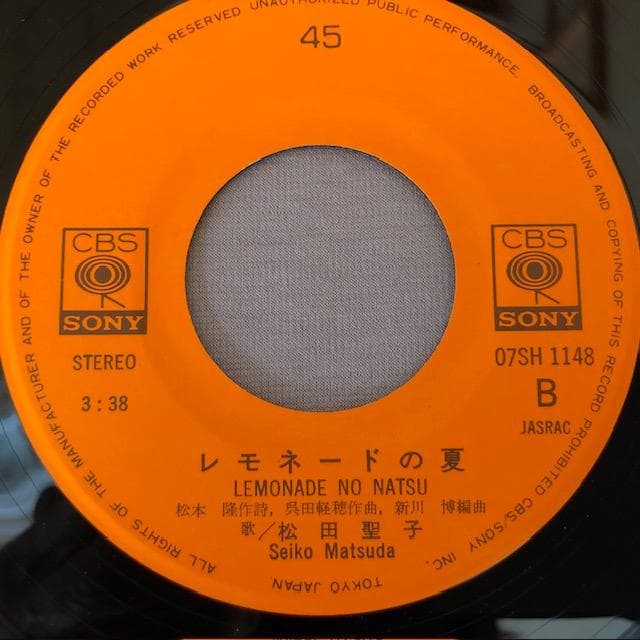 ALL RIGHTS OF THE MANUFACTURER AND OF THE OWNER OF THE RECORDED WORK RESERVED UNAUTHORIZED PUBLIC PERFORMANCE. BROADCASTING AND COPYING OF THIS RECORD PROHIBITED CBS/SONY INC.
45
CBS
SONY
CBS
SONY
STEREO
07SH 1148
3:38
B
JASRAC
レモネードの夏
LEMONADE NO NATSU
松本 隆作詩, 呉田軽穂作曲, 新川 博編曲
歌/松田聖子
Seiko Matsuda
TOKYO JAPAN